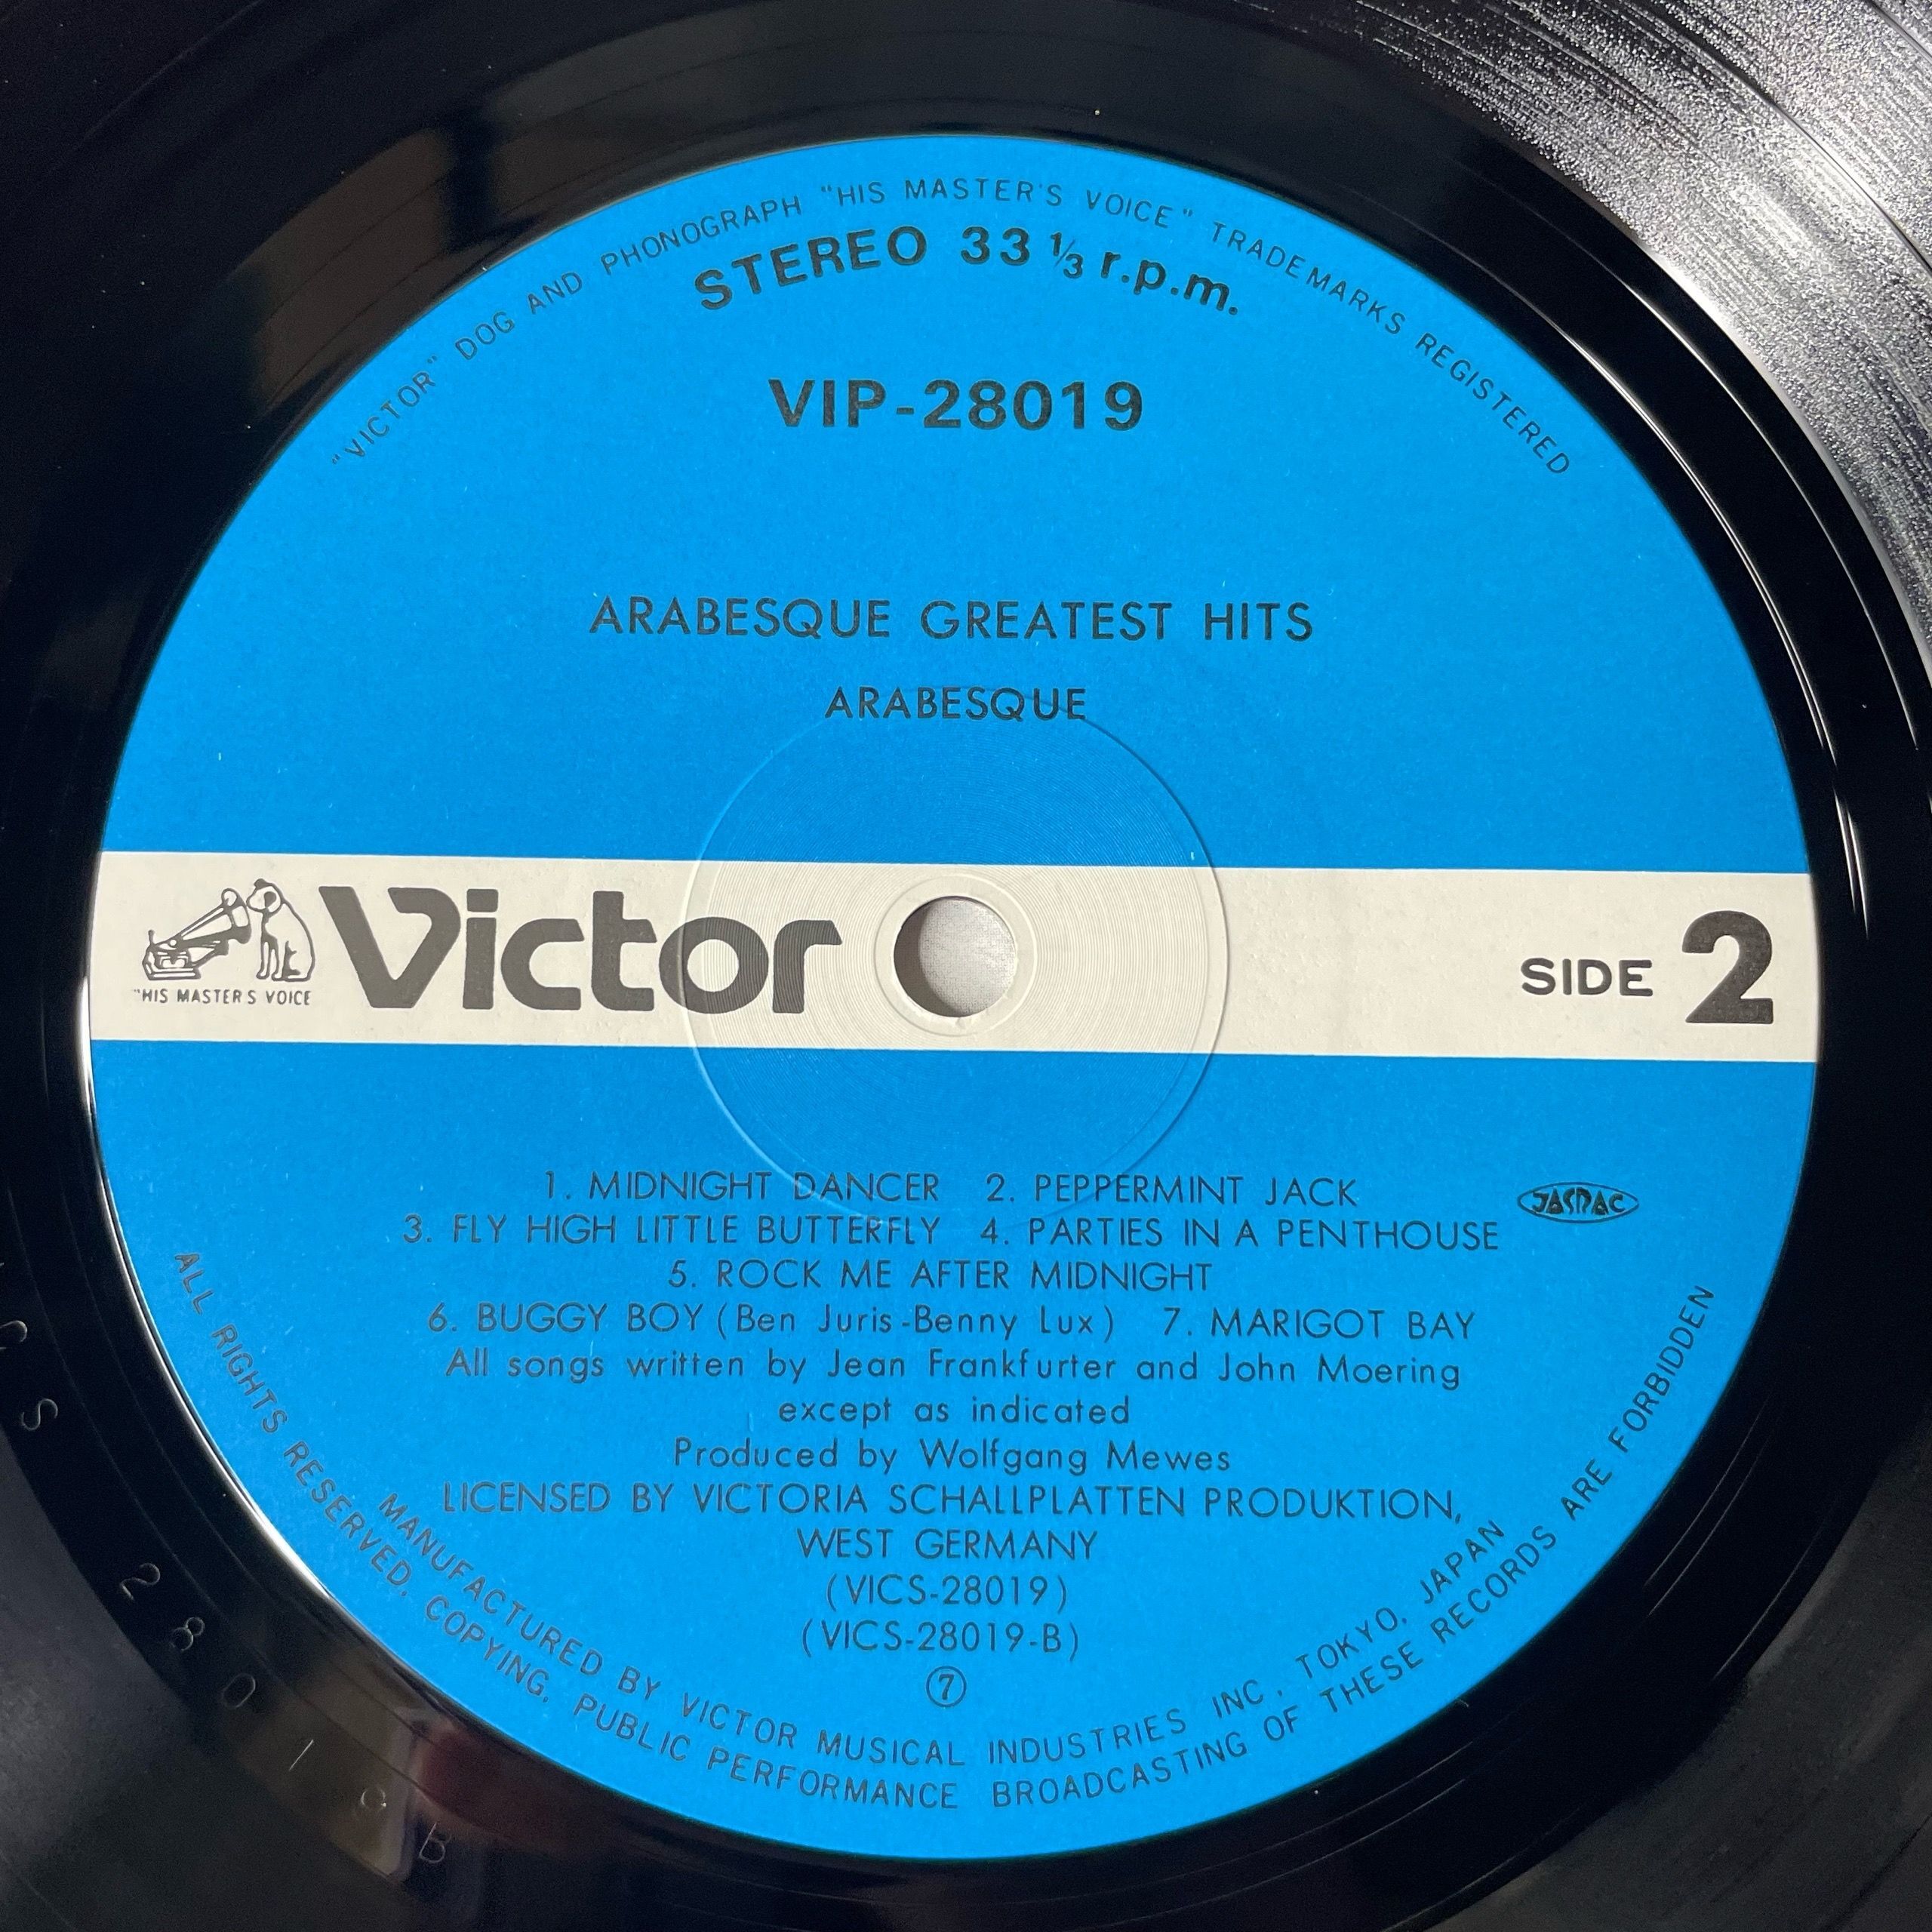 "VICTOR" DOG AND PHONOGRAPH "HIS MASTER'S VOICE" TRADEMARKS REGISTERED
STEREO 33 1/3 r.p.m.
VIP-28019
ARABESQUE GREATEST HITS
ARABESQUE
"HIS MASTER'S VOICE
Victor
SIDE 2
1. MIDNIGHT DANCER 2. PEPPERMINT JACK
3. FLY HIGH LITTLE BUTTERFLY 4. PARTIES IN A PENTHOUSE
JASRAC
5. ROCK ME AFTER MIDNIGHT
6. BUGGY BOY (Ben Juris-Benny Lux) 7. MARIGOT BAY
All songs written by Jean Frankfurter and John Moering
except as indicated
Produced by Wolfgang Mewes
LICENSED BY VICTORIA SCHALLPLATTEN PRODUKTION,
WEST GERMANY
(VICS-28019)
(VICS-28019-B)
⑦
MANUFACTURED BY VICTOR MUSICAL INDUSTRIES INC, TOKYO, JAPAN
ALL RIGHTS RESERVED. COPYING. PUBLIC PERFORMANCE BROADCASTING OF THESE RECORDS ARE FORBIDDEN
CS 28019 B